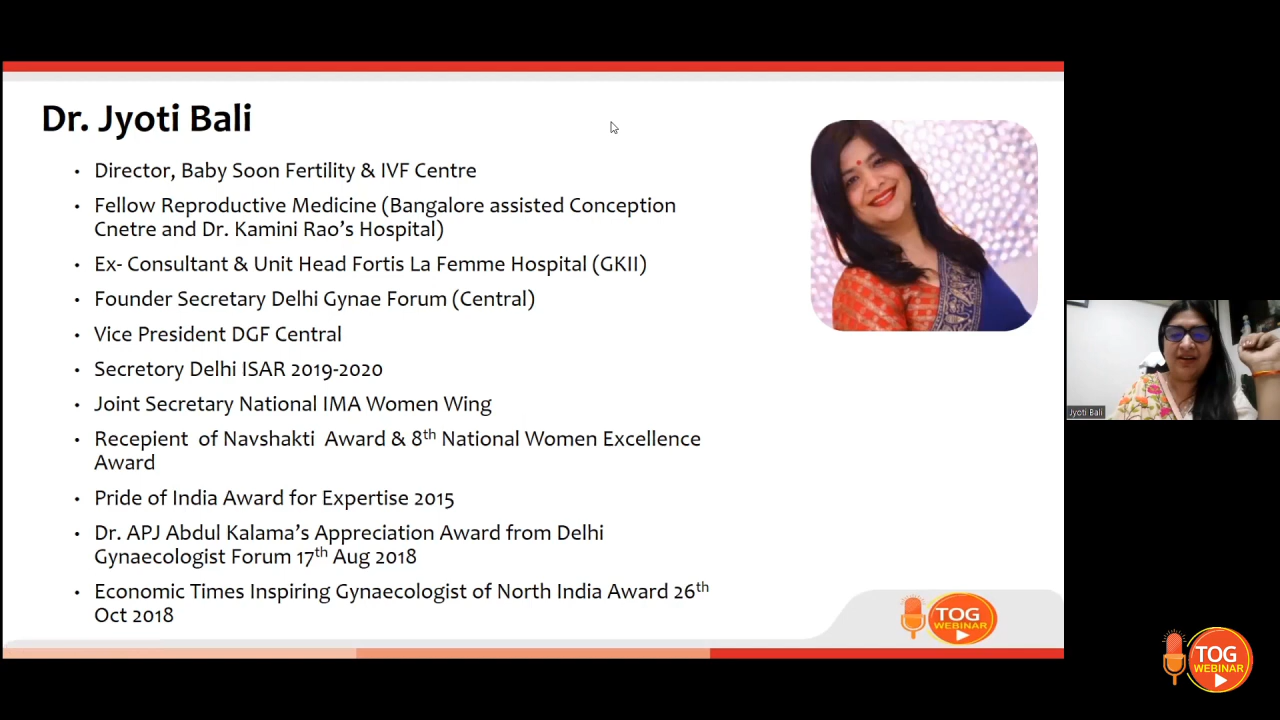 Dr. Jyoti Bali
• Director, Baby Soon Fertility & IVF Centre
• Fellow Reproductive Medicine (Bangalore assisted Conception
Cnetre and Dr. Kamini Rao's Hospital)
• Ex- Consultant & Unit Head Fortis La Femme Hospital (GKII)
• Founder Secretary Delhi Gynae Forum (Central)
• Vice President DGF Central
• Secretory Delhi ISAR 2019-2020
• Joint Secretary National IMA Women Wing
• Recepient of Navshakti Award & 8th National Women Excellence
Award
• Pride of India Award for Expertise 2015
• Dr. APJ Abdul Kalama's Appreciation Award from Delhi
Gynaecologist Forum 17th Aug 2018
• Economic Times Inspiring Gynaecologist of North India Award 26th
Oct 2018
TOG
WEBINAR
Jyoti Bali
TOG
WEBINAR